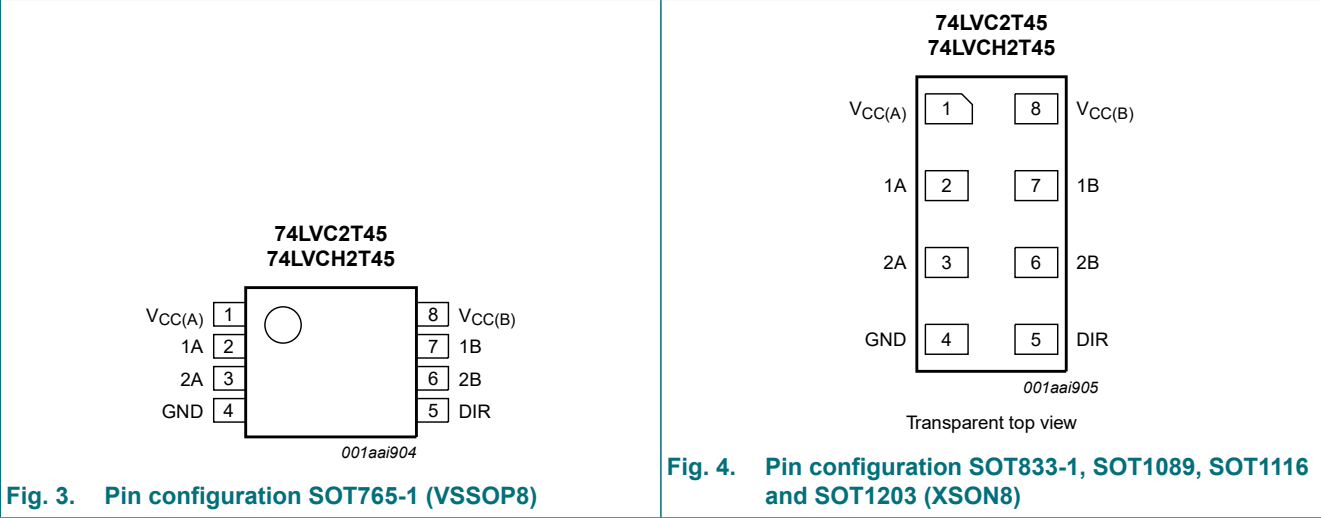 74LVC2T45
74LVCH2T45
VCC(A) 1 8 VCC(B)
1A 2 7 1B
2A 3 6 2B
GND 4 5 DIR
001aai904
Fig. 3. Pin configuration SOT765-1 (VSSOP8)
74LVC2T45
74LVCH2T45
VCC(A) 1 8 VCC(B)
1A 2 7 1B
2A 3 6 2B
GND 4 5 DIR
001aai905
Transparent top view
Fig. 4. Pin configuration SOT833-1, SOT1089, SOT1116
and SOT1203 (XSON8)